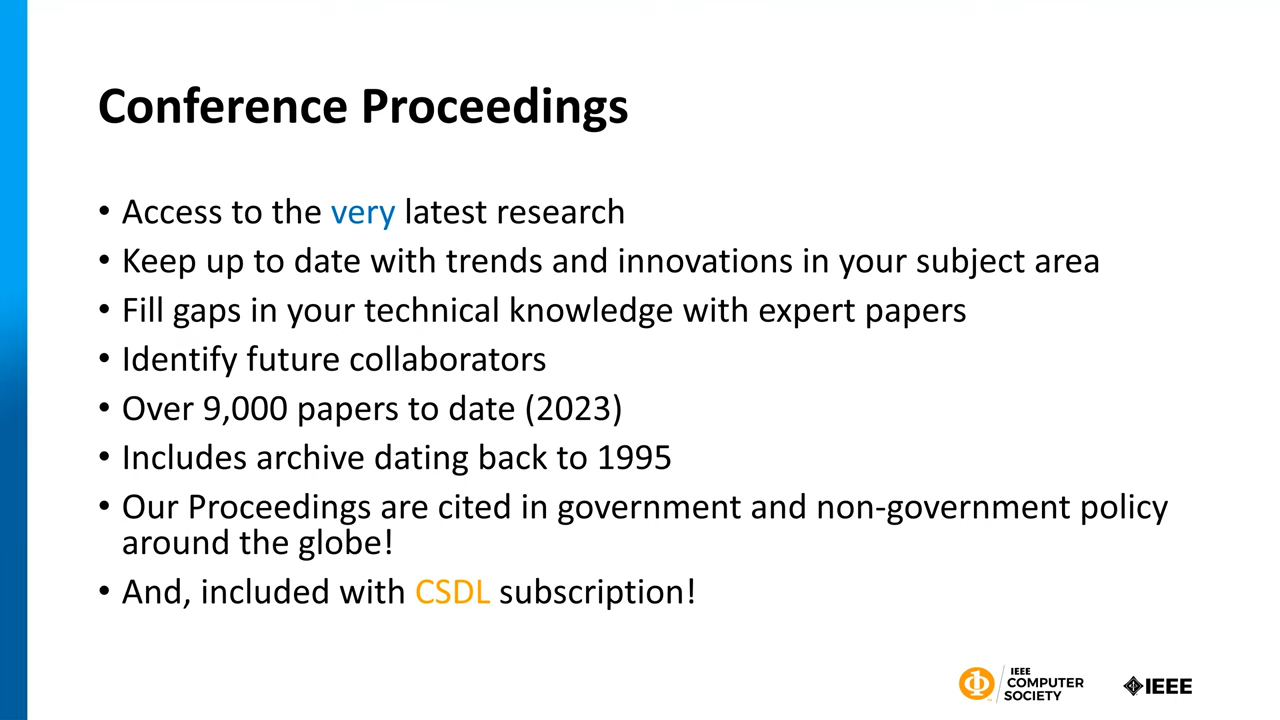 Conference Proceedings
• Access to the very latest research
• Keep up to date with trends and innovations in your subject area
• Fill gaps in your technical knowledge with expert papers
• Identify future collaborators
• Over 9,000 papers to date (2023)
• Includes archive dating back to 1995
• Our Proceedings are cited in government and non-government policy
around the globe!
• And, included with CSDL subscription!
IEEE
COMPUTER
SOCIETY
IEEE